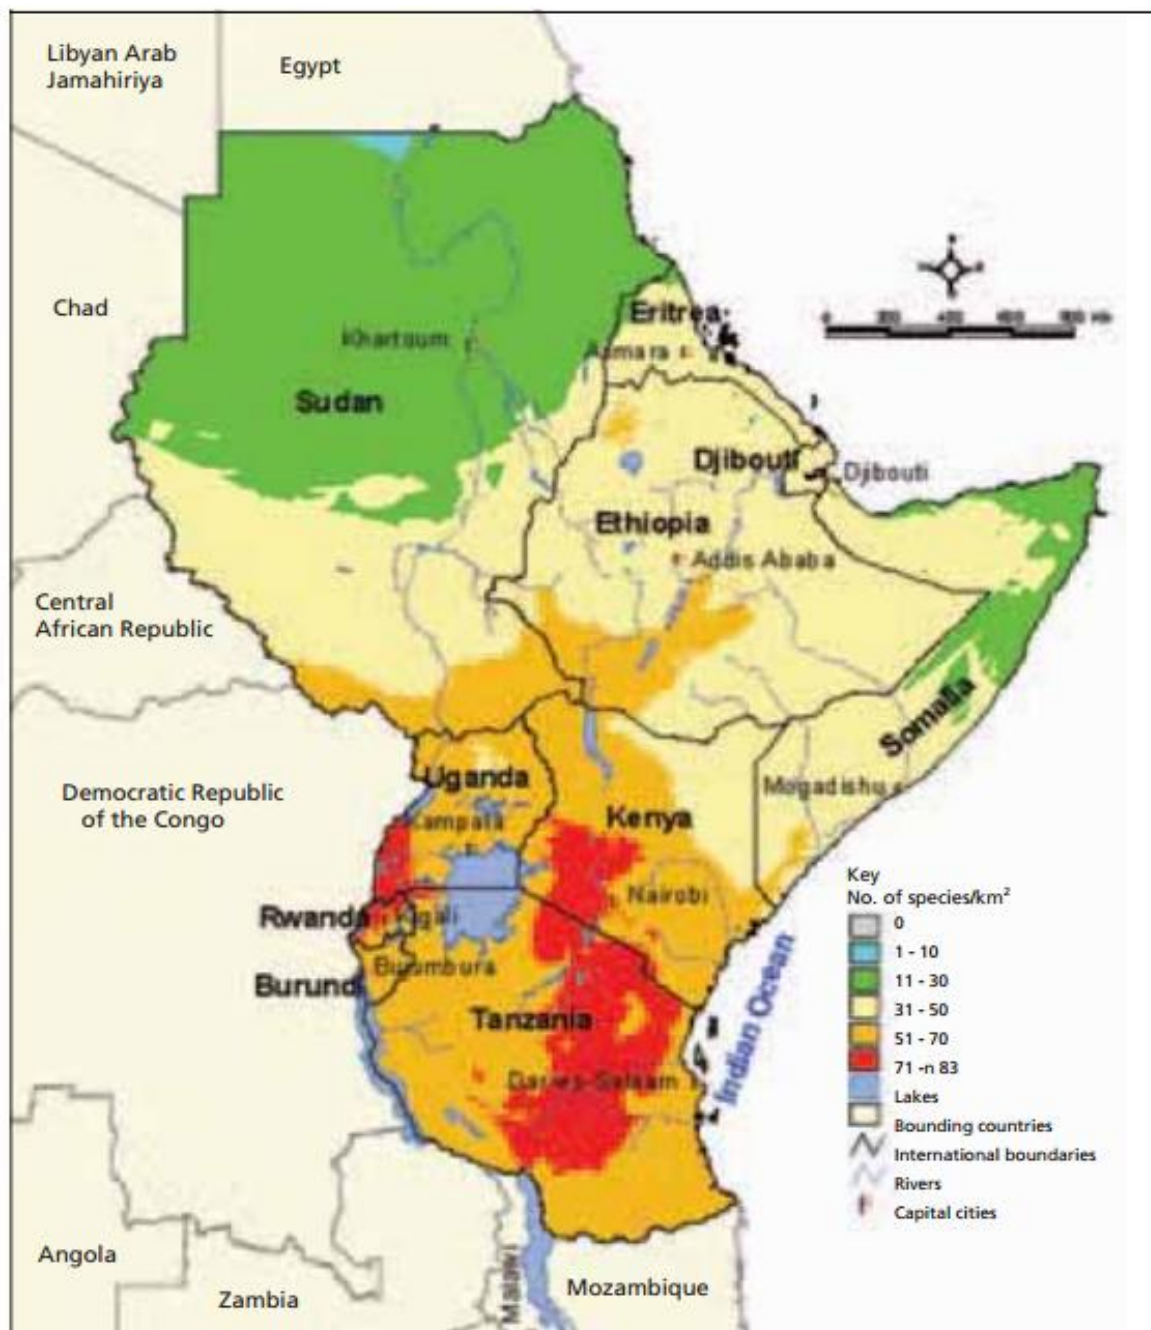 Libyan Arab
Jamahiriya
Egypt
Chad
Eritrea
Khartoum
Asmara
Sudan
Djibouti
Djibouti
Ethiopia
Addis Ababa
Central
African Republic
Somalia
Uganda
Mogadishu
Democratic Republic
of the Congo
Kampala
Kenya
Nairobi
Rwanda
Kigali
Bujumbura
Burundi
Tanzania
Dar-es-Salaam
Indian Ocean
Key
No. of species/km²
0
1 - 10
11 - 30
31 - 50
51 - 70
71 -n 83
Lakes
Bounding countries
International boundaries
Rivers
Capital cities
Angola
Zambia
Malawi
Mozambique